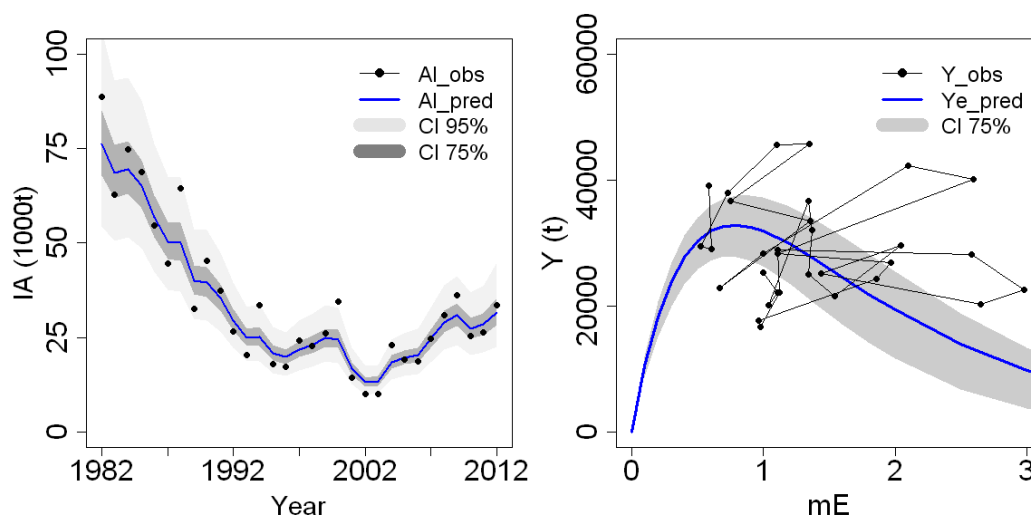 IA (1000t)
100
75
50
25
0
AI_obs
AI_pred
CI 95%
CI 75%
1982
1992
2002
2012
Year
Y (t)
60000
40000
20000
0
Y_obs
Ye_pred
CI 75%
0
1
2
3
mE